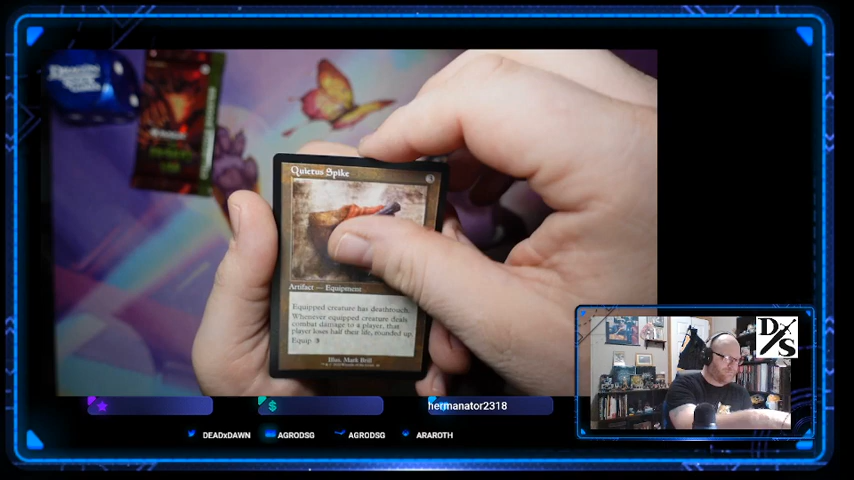 Quietus Spike
3
Artifact — Equipment
Equipped creature has deathtouch.
Whenever equipped creature deals
combat damage to a player, that
player loses half their life, rounded up.
Equip 3
Illus. Mark Brill
D S
hermanator2318
DEADxDAWN
AGRODSG
AGRODSG
ARAROTH